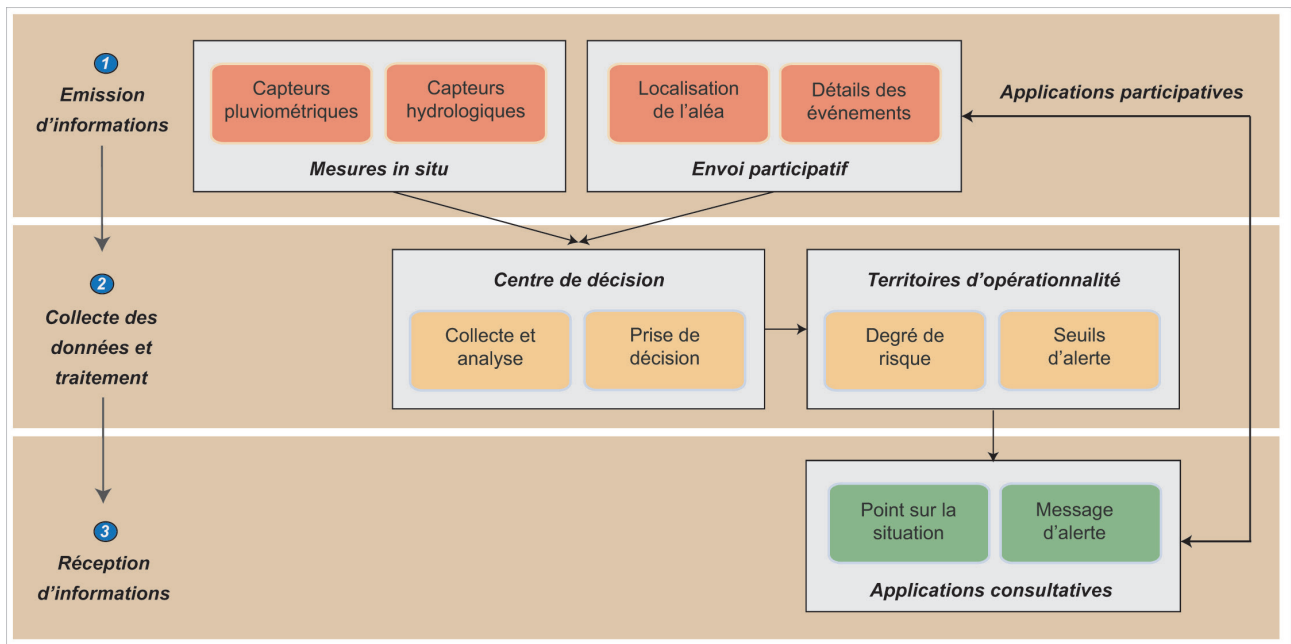 1
Emission
d'informations
Capteurs
pluviométriques
Capteurs
hydrologiques
Mesures in situ
Localisation
de l'aléa
Détails des
événements
Envoi participatif
Applications participatives
2
Collecte des
données et
traitement
Centre de décision
Collecte et
analyse
Prise de
décision
Territoires d'opérationnalité
Degré de
risque
Seuils
d'alerte
3
Réception
d'informations
Point sur la
situation
Message
d'alerte
Applications consultatives